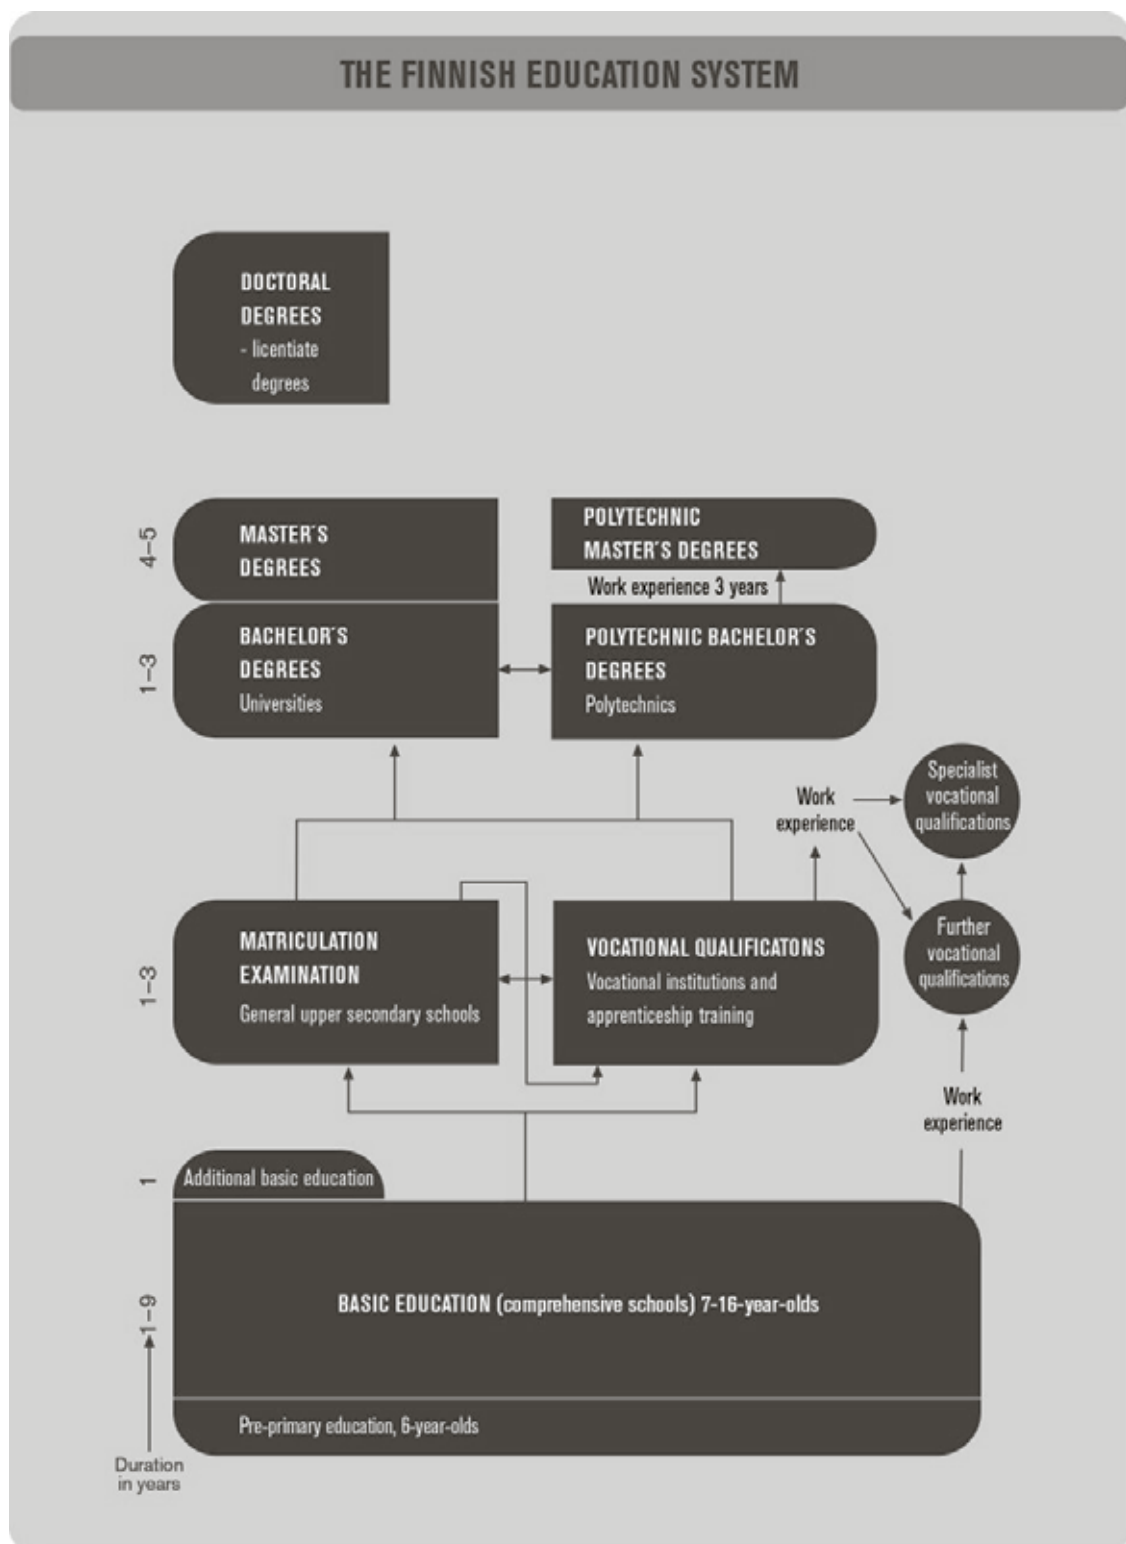 THE FINNISH EDUCATION SYSTEM
DOCTORAL
DEGREES
- licentiate
degrees
4–5
MASTER´S
DEGREES
POLYTECHNIC
MASTER´S DEGREES
Work experience 3 years
1–3
BACHELOR´S
DEGREES
Universities
POLYTECHNIC BACHELOR´S
DEGREES
Polytechnics
Work
experience
Specialist
vocational
qualifications
1–3
MATRICULATION
EXAMINATION
General upper secondary schools
VOCATIONAL QUALIFICATONS
Vocational institutions and
apprenticeship training
Further
vocational
qualifications
Work
experience
1
Additional basic education
1–9
BASIC EDUCATION (comprehensive schools) 7-16-year-olds
Pre-primary education, 6-year-olds
Duration
in years